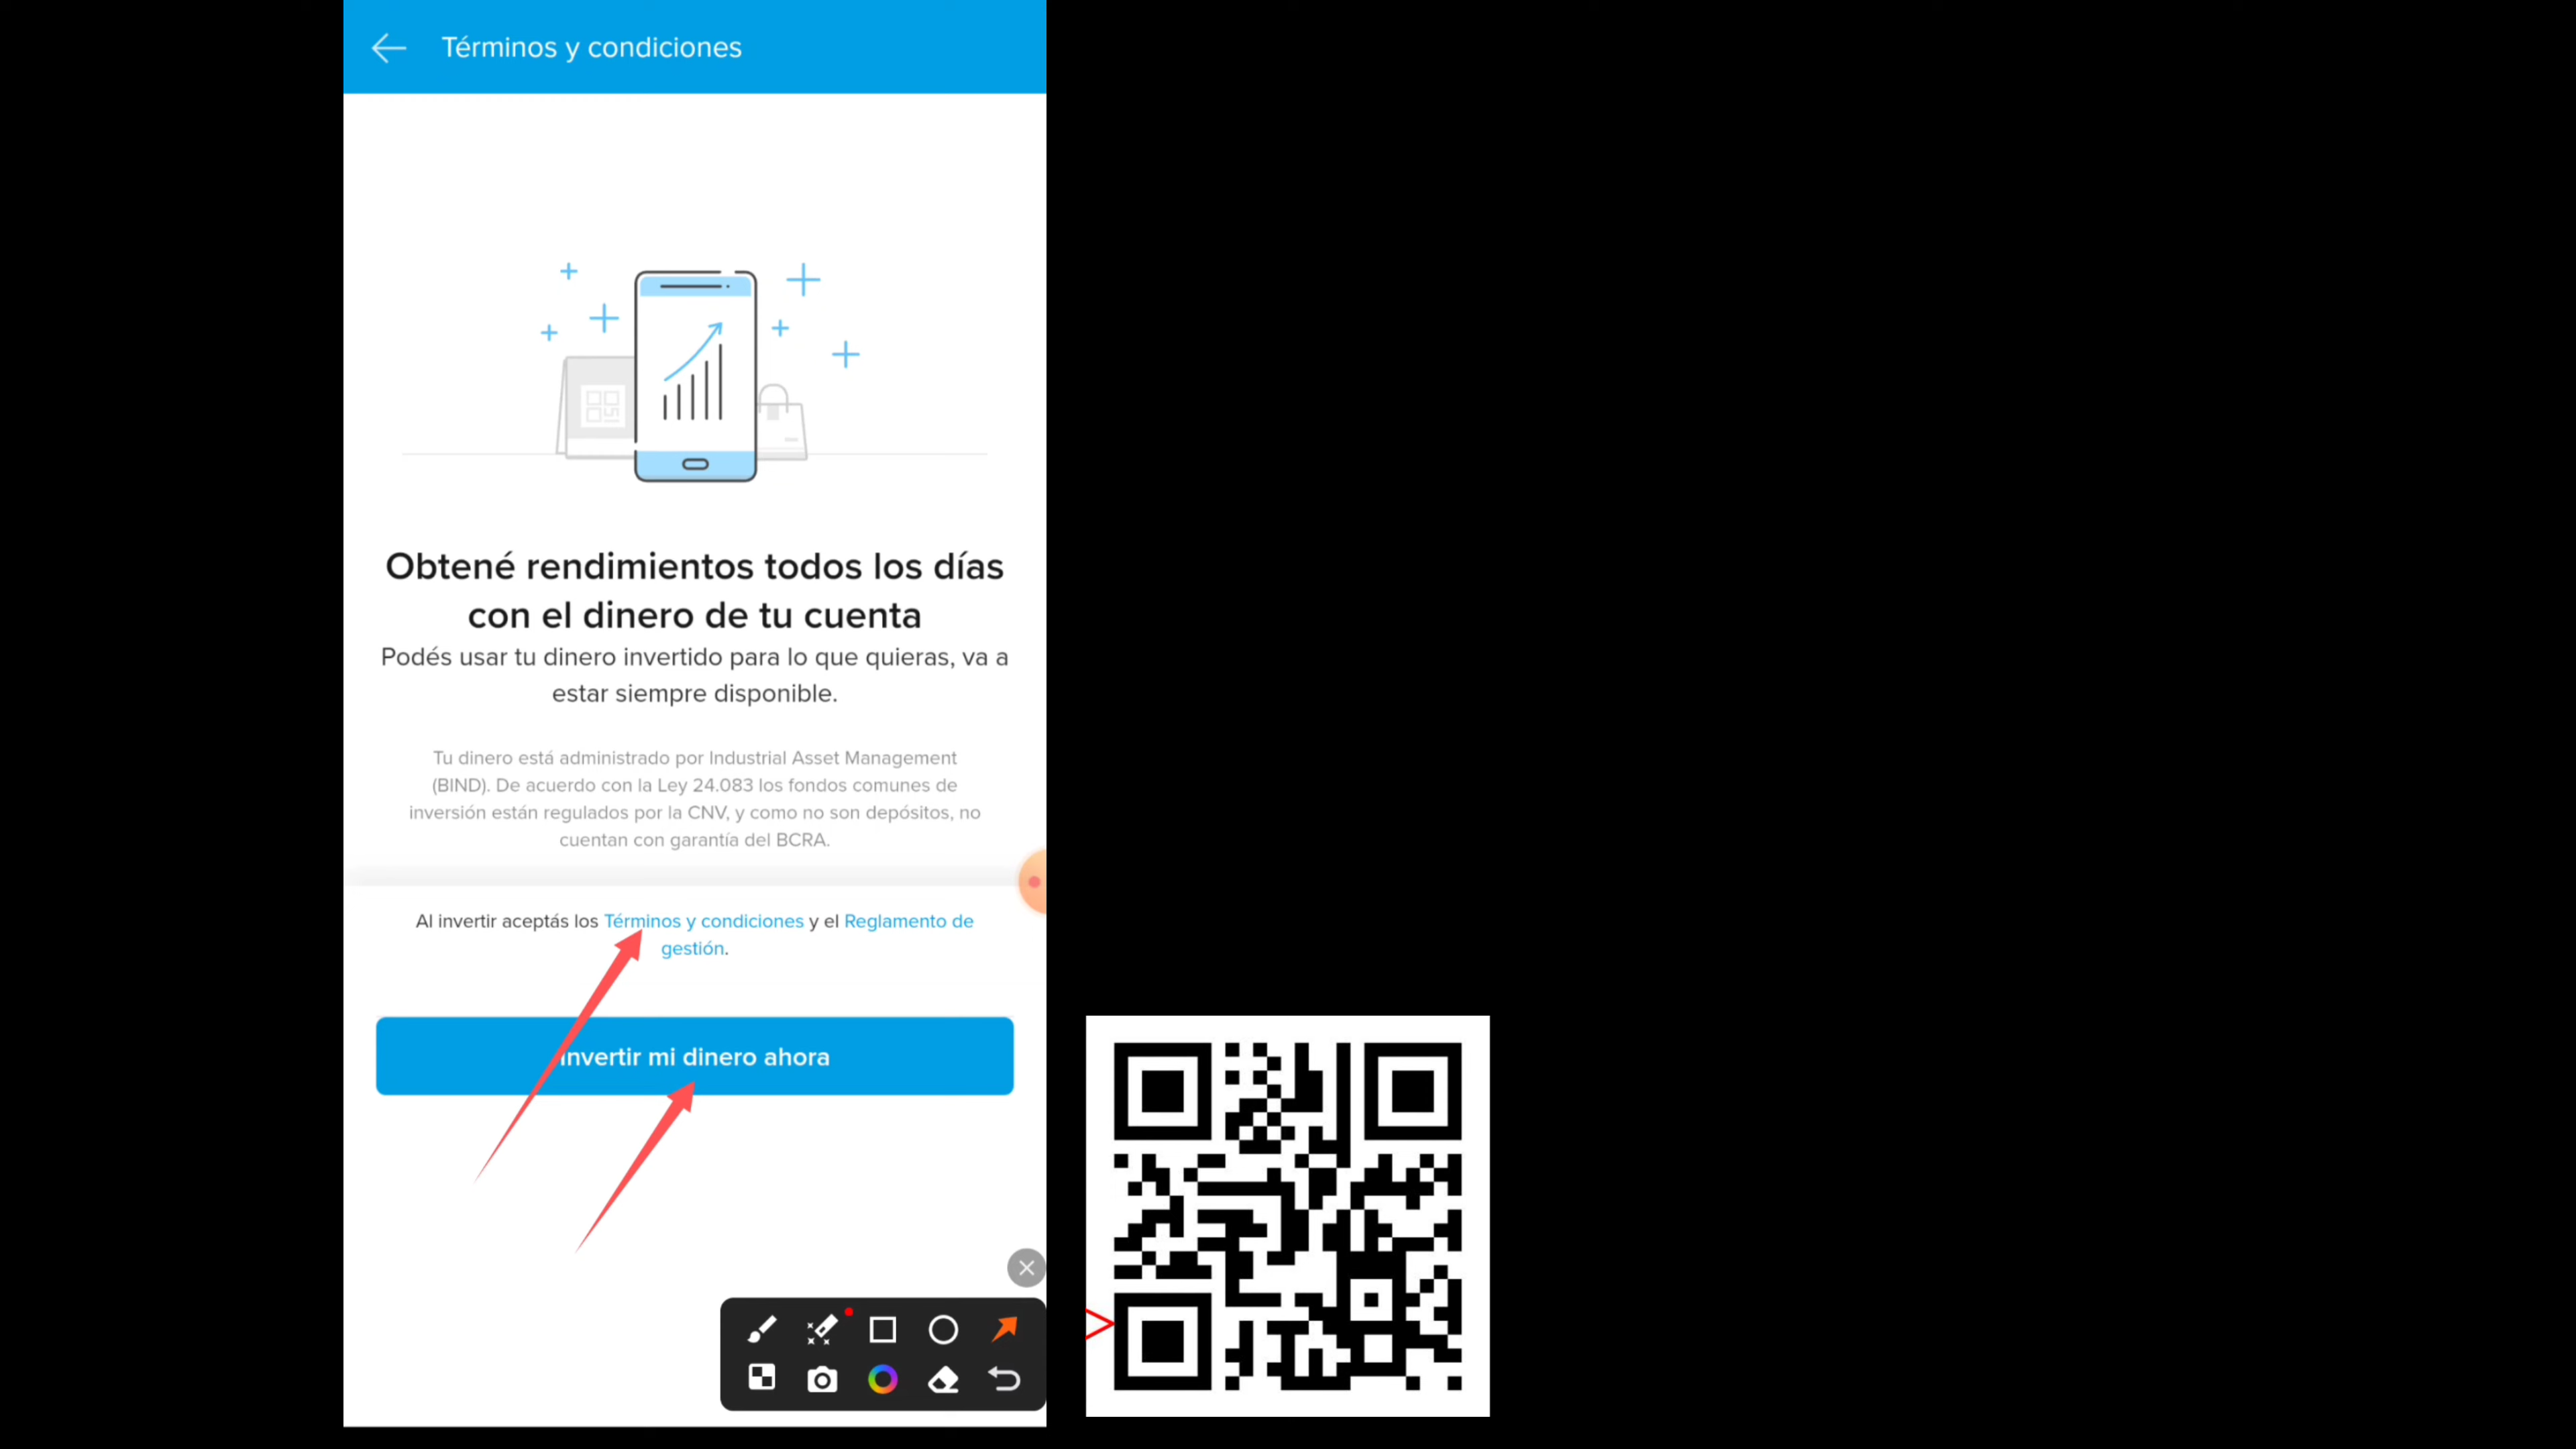 Términos y condiciones
Obtené rendimientos todos los días
con el dinero de tu cuenta
Podés usar tu dinero invertido para lo que quieras, va a
estar siempre disponible.
Tu dinero está administrado por Industrial Asset Management
(BIND). De acuerdo con la Ley 24.083 los fondos comunes de
inversión están regulados por la CNV, y como no son depósitos, no
cuentan con garantía del BCRA.
Al invertir aceptás los Términos y condiciones y el Reglamento de
gestión.
Invertir mi dinero ahora